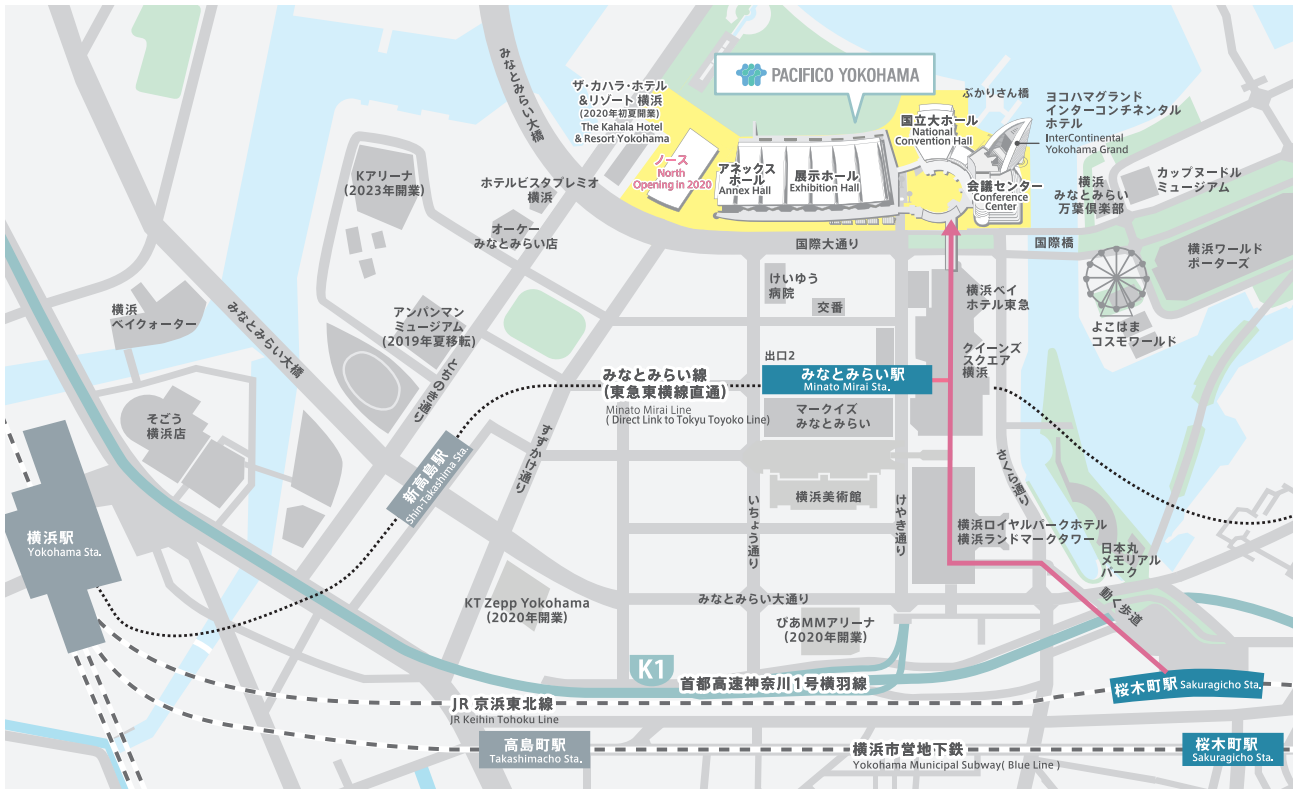 みなとみらい大橋
PACIFICO YOKOHAMA
ザ・カハラ・ホテル
&リゾート 横浜
(2020年初夏開業)
The Kahala Hotel
& Resort Yokohama
ぷかりさん橋
ヨコハマグランド
インターコンチネンタル
ホテル
InterContinental
Yokohama Grand
国立大ホール
National
Convention Hall
ノース
North
Opening in 2020
アネックス
ホール
Annex Hall
展示ホール
Exhibition Hall
会議センター
Conference
Center
Kアリーナ
(2023年開業)
ホテルビスタプレミオ
横浜
横浜
みなとみらい
万葉倶楽部
カップヌードル
ミュージアム
オーケー
みなとみらい店
国際大通り
国際橋
横浜ワールド
ポーターズ
けいゆう
病院
交番
横浜ベイ
ホテル東急
横浜
ベイクォーター
みなとみらい大橋
アンパンマン
ミュージアム
(2019年夏移転)
よこはま
コスモワールド
とちのき通り
出口2
クイーンズ
スクエア
横浜
みなとみらい線
(東急東横線直通)
Minato Mirai Line
( Direct Link to Tokyu Toyoko Line)
みなとみらい駅
Minato Mirai Sta.
マークイズ
みなとみらい
そごう
横浜店
すずかけ通り
新高島駅
Shin-Takashima Sta.
さくら通り
横浜美術館
いちょう通り
けやき通り
横浜駅
Yokohama Sta.
横浜ロイヤルパークホテル
横浜ランドマークタワー
日本丸
メモリアル
パーク
KT Zepp Yokohama
(2020年開業)
みなとみらい大通り
動く歩道
ぴあMMアリーナ
(2020年開業)
K1
首都高速神奈川1号横羽線
桜木町駅 Sakuragicho Sta.
JR 京浜東北線
JR Keihin Tohoku Line
高島町駅
Takashimacho Sta.
横浜市営地下鉄
Yokohama Municipal Subway( Blue Line )
桜木町駅
Sakuragicho Sta.